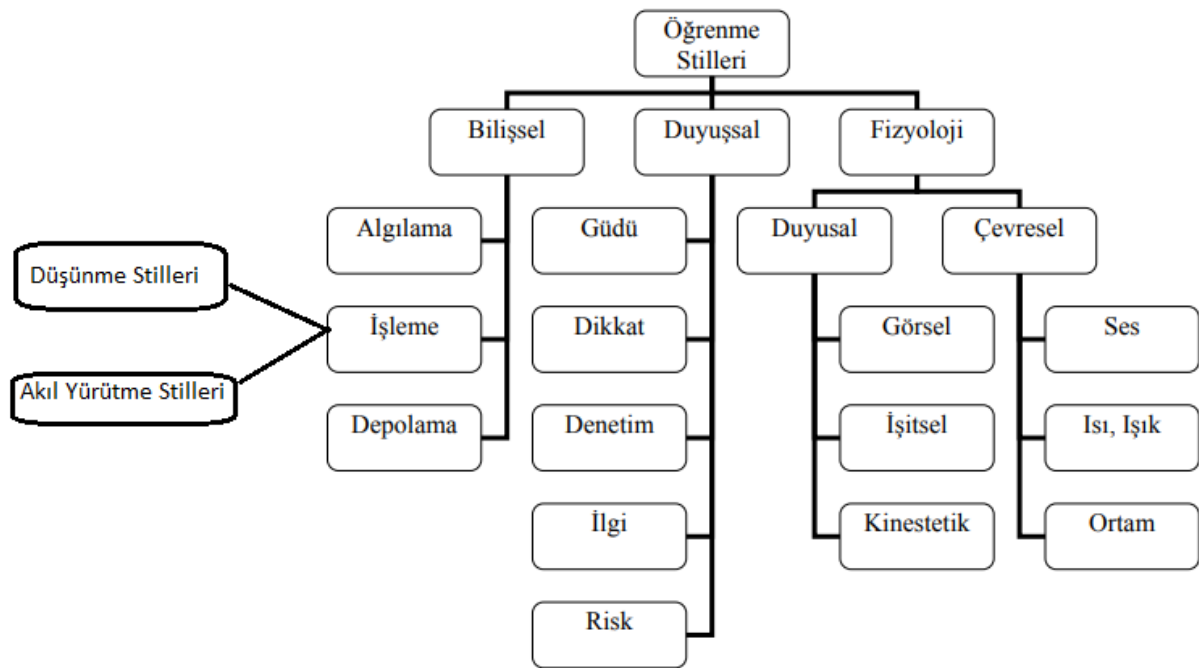 Öğrenme
Stilleri
Bilişsel
Duyuşsal
Fizyoloji
Algılama
Güdü
Duyusal
Çevresel
Düşünme Stilleri
İşleme
Dikkat
Görsel
Ses
Akıl Yürütme Stilleri
Depolama
Denetim
İşitsel
Isı, Işık
İlgi
Kinestetik
Ortam
Risk